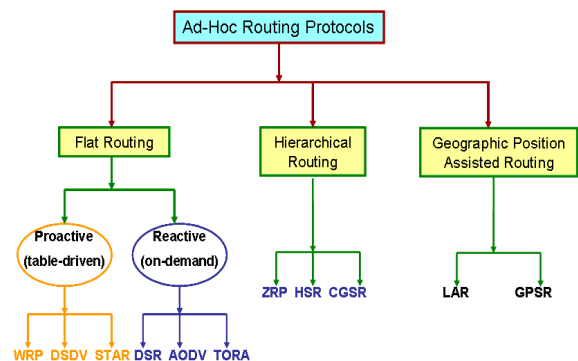 Ad-Hoc Routing Protocols
Flat Routing
Hierarchical
Routing
Geographic Position
Assisted Routing
Proactive
(table-driven)
Reactive
(on-demand)
ZRP HSR CGSR
LAR GPSR
WRP DSDV STAR DSR AODV TORA